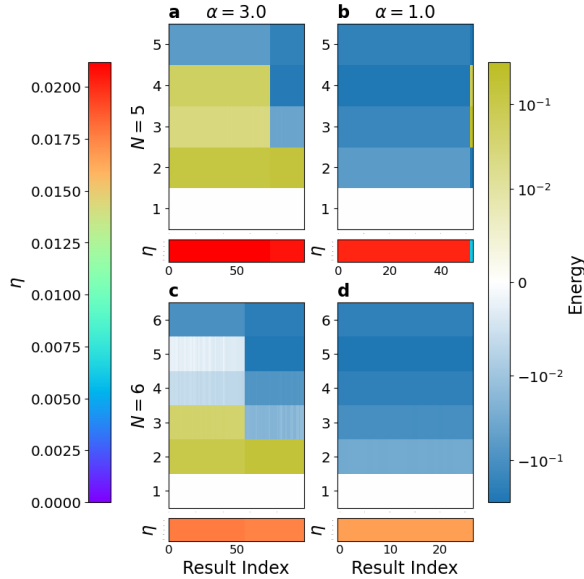 a α = 3.0
b α = 1.0
0.0200
0.0175
0.0150
0.0125
0.0100
0.0075
0.0050
0.0025
0.0000
η
N = 5
5
4
3
2
1
η
0 50
0 20 40
c
d
N = 6
6
5
4
3
2
1
η
0 50
η
0 10 20
Result Index
Result Index
10⁻¹
10⁻²
0
−10⁻²
−10⁻¹
Energy